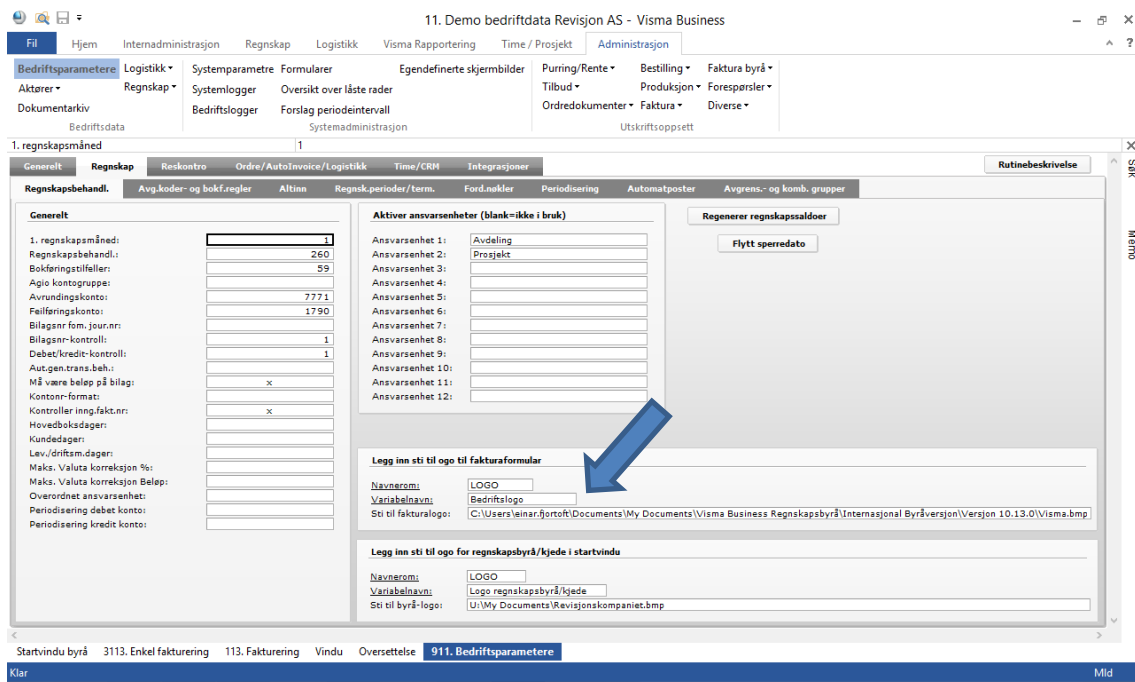 11. Demo bedriftdata Revisjon AS - Visma Business
Fil Hjem Internadministrasjon Regnskap Logistikk Visma Rapportering Time / Prosjekt Administrasjon
Bedriftsparametere Logistikk Systemparametre Formularer Egendefinerte skjermbilder Purring/Rente Bestilling Faktura byrå
Aktører Regnskap Systemlogger Oversikt over låste rader Tilbud Produksjon Forespørsler
Dokumentarkiv Bedriftslogger Forslag periodeintervall Ordredokumenter Faktura Diverse
Bedriftsdata Systemadministrasjon Utskriftsoppsett
1. regnskapsmåned 1
Generelt Regnskap Reskontro Ordre/AutoInvoice/Logistikk Time/CRM Integrasjoner Rutinebeskrivelse
Søk
Memo
Regnskapsbehandl. Avg.koder- og bokf.regler Altinn Regnsk.perioder/term. Ford.nøkler Periodisering Automatposter Avgrens.- og komb. grupper
Generelt
1. regnskapsmåned: 1
Regnskapsbehandl.: 260
Bokføringstilfeller: 59
Agio kontogruppe:
Avrundingskonto: 7771
Feilføringskonto: 1790
Bilagsnr fom. jour.nr:
Bilagsnr-kontroll: 1
Debet/kredit-kontroll: 1
Aut.gen.trans.beh.:
Må være beløp på bilag: x
Kontonr-format:
Kontroller inng.fakt.nr: x
Hovedboksdager:
Kundedager:
Lev./driftsm.dager:
Maks. Valuta korreksjon %:
Maks. Valuta korreksjon Beløp:
Overordnet ansvarsenhet:
Periodisering debet konto:
Periodisering kredit konto:
Aktiver ansvarsenheter (blank=ikke i bruk)
Ansvarsenhet 1: Avdeling
Ansvarsenhet 2: Prosjekt
Ansvarsenhet 3:
Ansvarsenhet 4:
Ansvarsenhet 5:
Ansvarsenhet 6:
Ansvarsenhet 7:
Ansvarsenhet 8:
Ansvarsenhet 9:
Ansvarsenhet 10:
Ansvarsenhet 11:
Ansvarsenhet 12:
Regenerer regnskapssaldoer
Flytt sperredato
Legg inn sti til ogo til fakturaformular
Navnerom: LOGO
Variabelnavn: Bedriftslogo
Sti til fakturalogo: C:\Users\einar.fjortoft\Documents\My Documents\Visma Business Regnskapsbyrå\Internasjonal Byråversjon\Versjon 10.13.0\Visma.bmp
Legg inn sti til ogo for regnskapsbyrå/kjede i startvindu
Navnerom: LOGO
Variabelnavn: Logo regnskapsbyrå/kjede
Sti til byrå-logo: U:\My Documents\Revisjonskompaniet.bmp
Startvindu byrå 3113. Enkel fakturering 113. Fakturering Vindu Oversettelse 911. Bedriftsparametere
Klar Mld